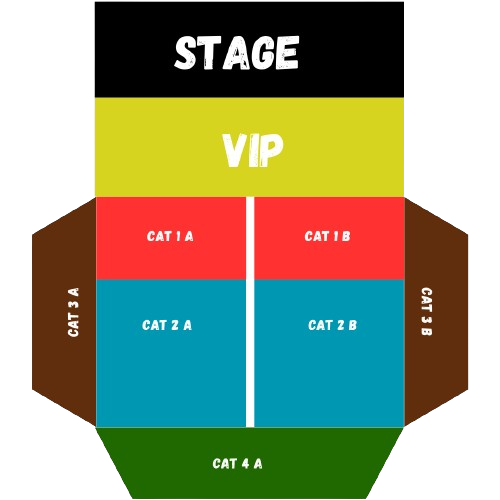 STAGE
VIP
CAT 1 A
CAT 1 B
CAT 3 A
CAT 2 A
CAT 2 B
CAT 3 B
CAT 4 A